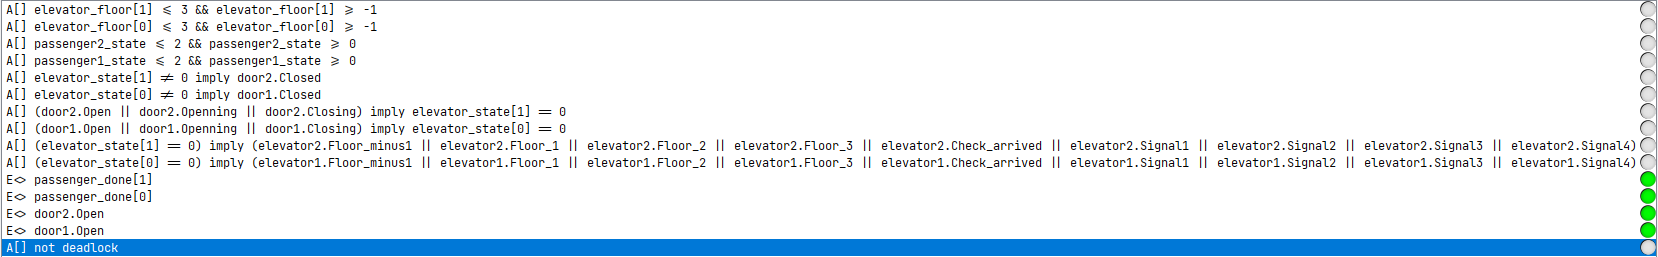 A[] elevator_floor[1] ≤ 3 && elevator_floor[1] ≥ -1
A[] elevator_floor[0] ≤ 3 && elevator_floor[0] ≥ -1
A[] passenger2_state ≤ 2 && passenger2_state ≥ 0
A[] passenger1_state ≤ 2 && passenger1_state ≥ 0
A[] elevator_state[1] ≠ 0 imply door2.Closed
A[] elevator_state[0] ≠ 0 imply door1.Closed
A[] (door2.Open || door2.Openning || door2.Closing) imply elevator_state[1] == 0
A[] (door1.Open || door1.Openning || door1.Closing) imply elevator_state[0] == 0
A[] (elevator_state[1] == 0) imply (elevator2.Floor_minus1 || elevator2.Floor_1 || elevator2.Floor_2 || elevator2.Floor_3 || elevator2.Check_arrived || elevator2.Signal1 || elevator2.Signal2 || elevator2.Signal3 || elevator2.Signal4)
A[] (elevator_state[0] == 0) imply (elevator1.Floor_minus1 || elevator1.Floor_1 || elevator1.Floor_2 || elevator1.Floor_3 || elevator1.Check_arrived || elevator1.Signal1 || elevator1.Signal2 || elevator1.Signal3 || elevator1.Signal4)
E<> passenger_done[1]
E<> passenger_done[0]
E<> door2.Open
E<> door1.Open
A[] not deadlock